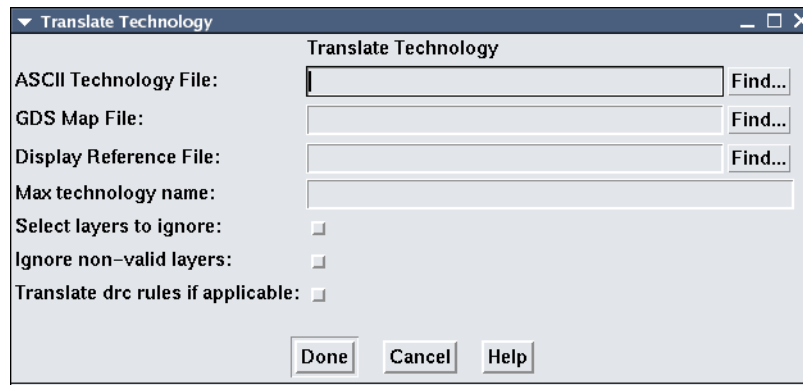 Translate Technology
Translate Technology
ASCII Technology File: Find...
GDS Map File: Find...
Display Reference File: Find...
Max technology name:
Select layers to ignore:
Ignore non-valid layers:
Translate drc rules if applicable:
Done Cancel Help